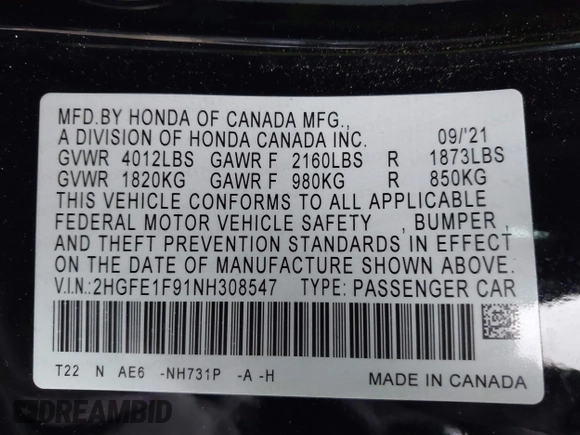 MFD.BY HONDA OF CANADA MFG.,
A DIVISION OF HONDA CANADA INC. 09/'21
GVWR 4012LBS GAWR F 2160LBS R 1873LBS
GVWR 1820KG GAWR F 980KG R 850KG
THIS VEHICLE CONFORMS TO ALL APPLICABLE
FEDERAL MOTOR VEHICLE SAFETY , BUMPER ,
AND THEFT PREVENTION STANDARDS IN EFFECT
ON THE DATE OF MANUFACTURE SHOWN ABOVE.
V.I.N.:2HGFE1F91NH308547 TYPE: PASSENGER CAR
T22 N AE6 -NH731P -A -H
MADE IN CANADA
DREAMBID